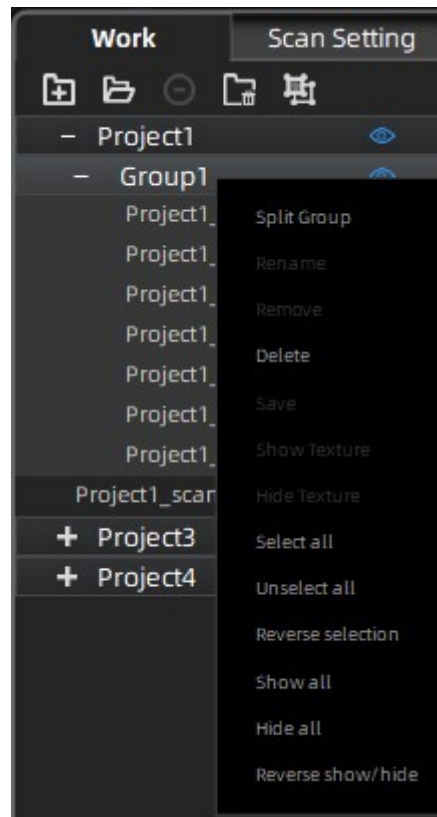 Work Scan Setting
− Project1
− Group1
Project1_
Project1_
Project1_
Project1_
Project1_
Project1_
Project1_
Project1_scan
+ Project3
+ Project4
Split Group
Rename
Remove
Delete
Save
Show Texture
Hide Texture
Select all
Unselect all
Reverse selection
Show all
Hide all
Reverse show/hide